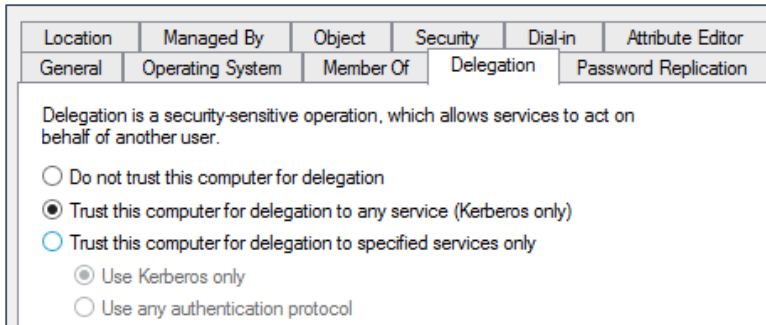 Location Managed By Object Security Dial-in Attribute Editor
General Operating System Member Of Delegation Password Replication
Delegation is a security-sensitive operation, which allows services to act on
behalf of another user.
Do not trust this computer for delegation
Trust this computer for delegation to any service (Kerberos only)
Trust this computer for delegation to specified services only
Use Kerberos only
Use any authentication protocol